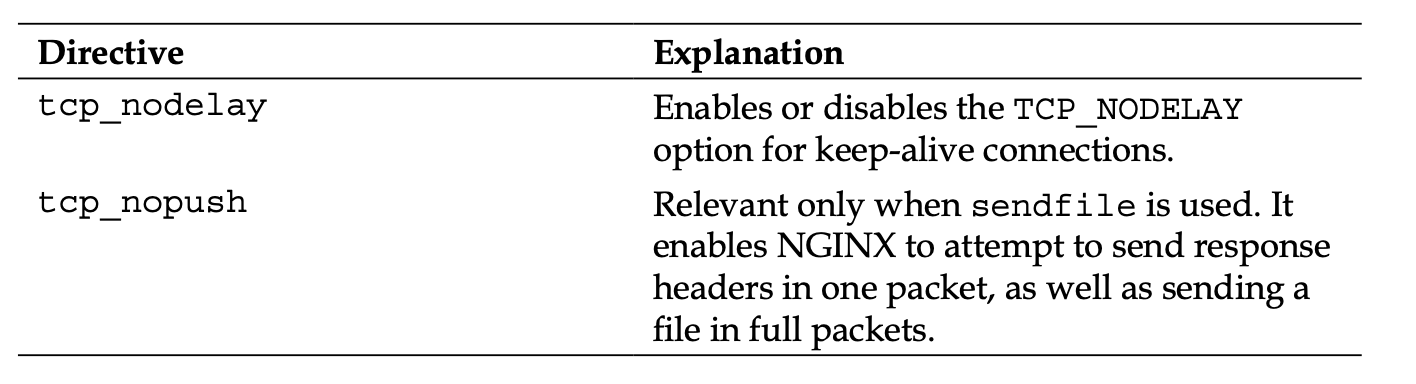 Directive Explanation
tcp_nodelay Enables or disables the TCP_NODELAY
option for keep-alive connections.
tcp_nopush Relevant only when sendfile is used. It
enables NGINX to attempt to send response
headers in one packet, as well as sending a
file in full packets.